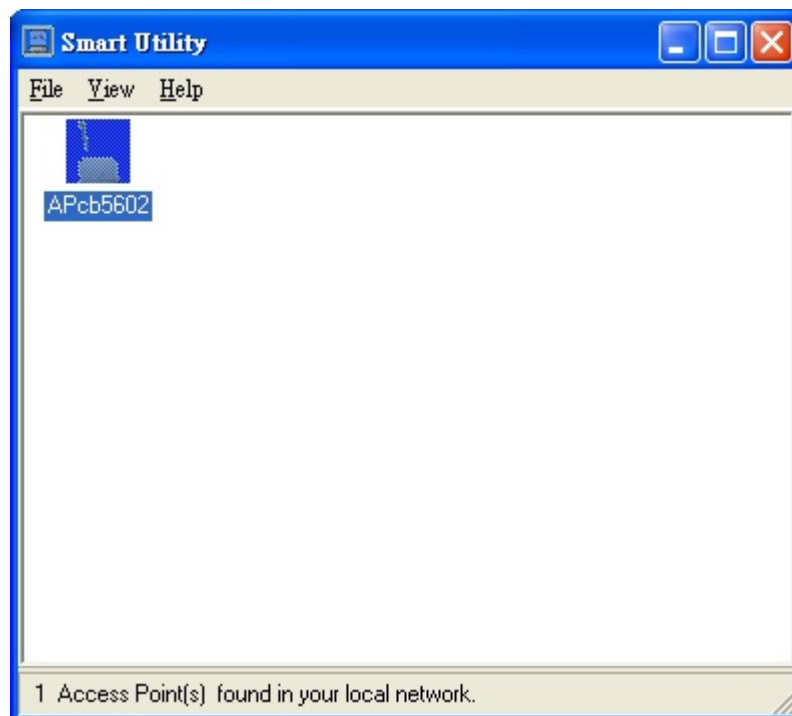 Smart Utility
File View Help
APcb5602
1 Access Point(s) found in your local network.